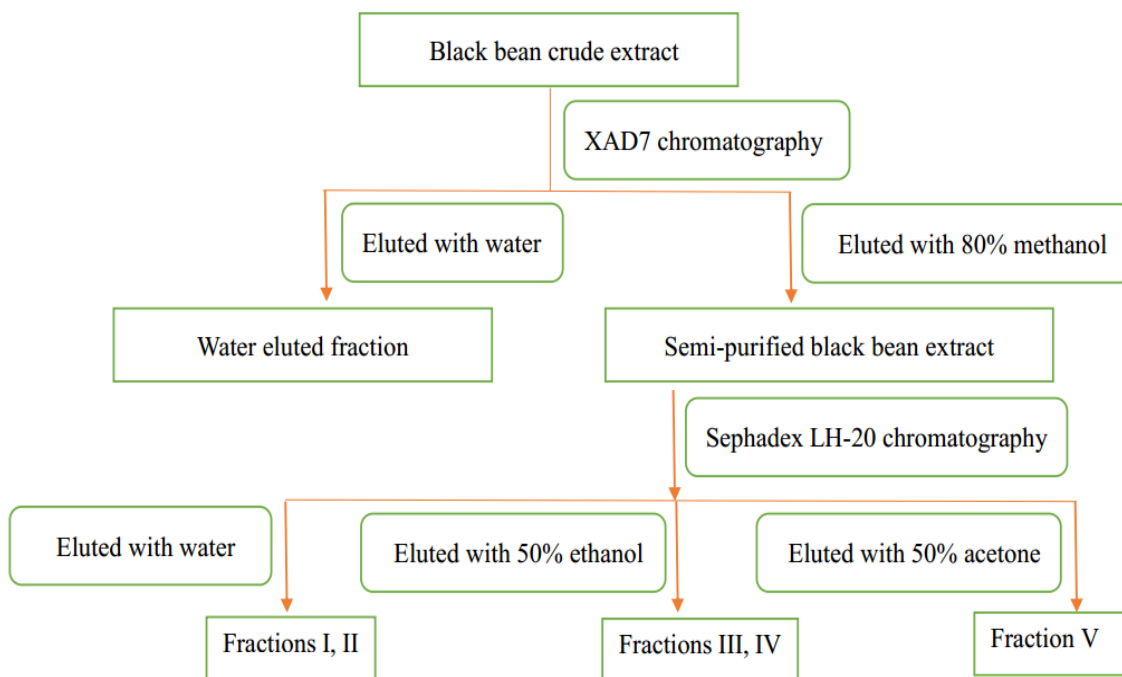 Black bean crude extract
XAD7 chromatography
Eluted with water
Eluted with 80% methanol
Water eluted fraction
Semi-purified black bean extract
Sephadex LH-20 chromatography
Eluted with water
Eluted with 50% ethanol
Eluted with 50% acetone
Fractions I, II
Fractions III, IV
Fraction V